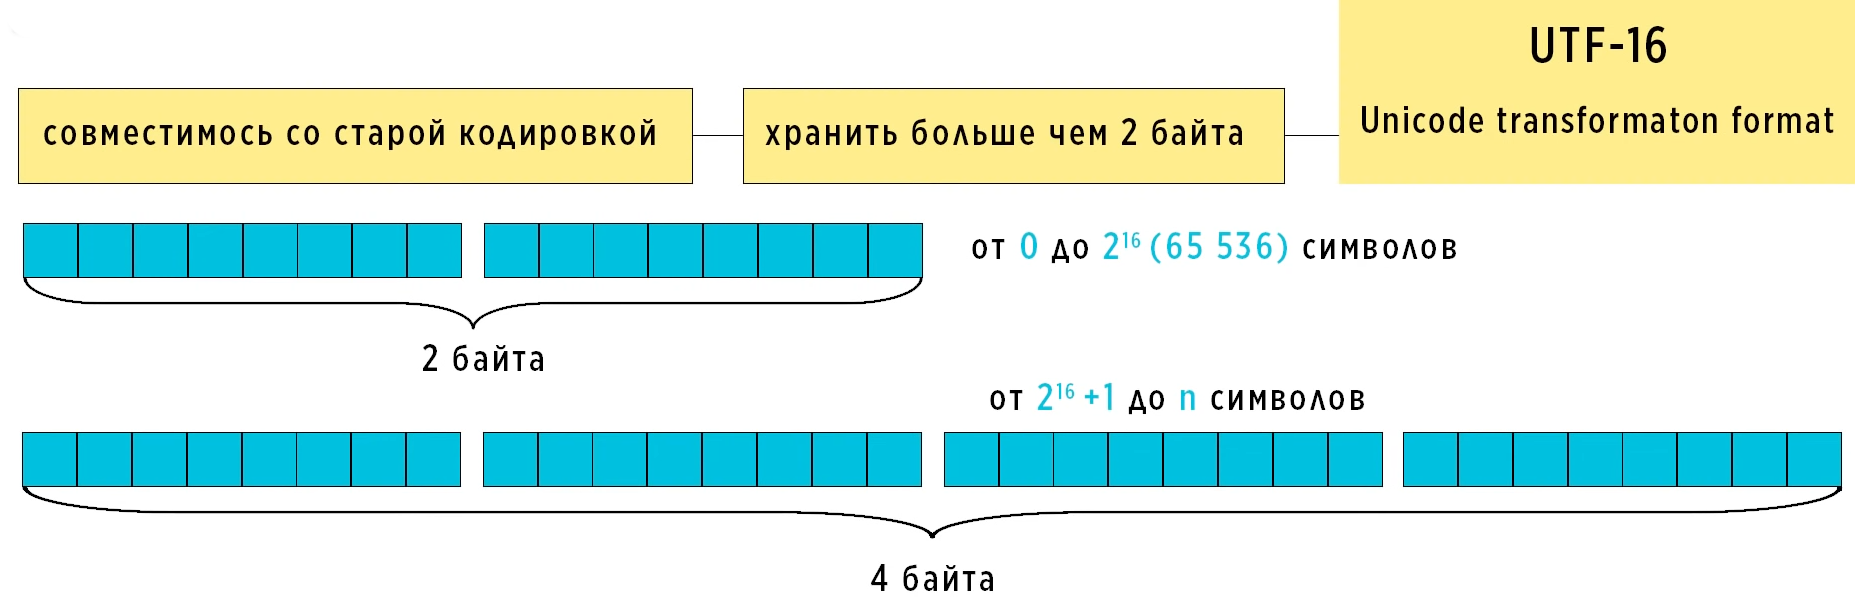 UTF-16
Unicode transformaton format
совместимось со старой кодировкой
хранить больше чем 2 байта
от 0 до 2¹⁶ (65 536) символов
2 байта
от 2¹⁶ +1 до n символов
4 байта